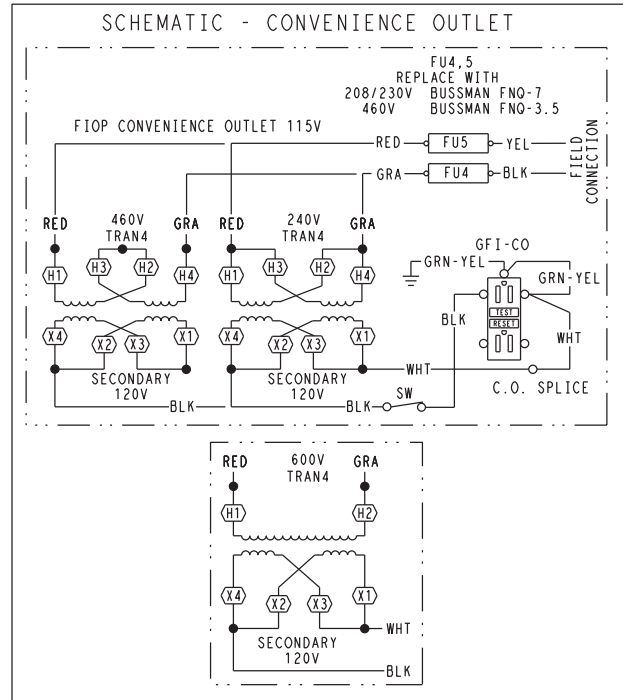 SCHEMATIC - CONVENIENCE OUTLET
FU4,5
REPLACE WITH
208/230V BUSSMAN FNQ-7
460V BUSSMAN FNQ-3.5
FIOP CONVENIENCE OUTLET 115V
RED FU5 YEL
GRA FU4 BLK
FIELD
CONNECTION
RED 460V GRA RED 240V GRA
TRAN4 TRAN4
H1 H3 H2 H4 H1 H3 H2 H4
GFI-CO
GRN-YEL
GRN-YEL
TEST
RESET
BLK
WHT
X4 X2 X3 X1 X4 X2 X3 X1
SECONDARY SECONDARY
120V 120V
WHT
C.O. SPLICE
BLK BLK SW
RED 600V GRA
TRAN4
H1 H2
X4 X2 X3 X1
WHT
SECONDARY
120V
BLK